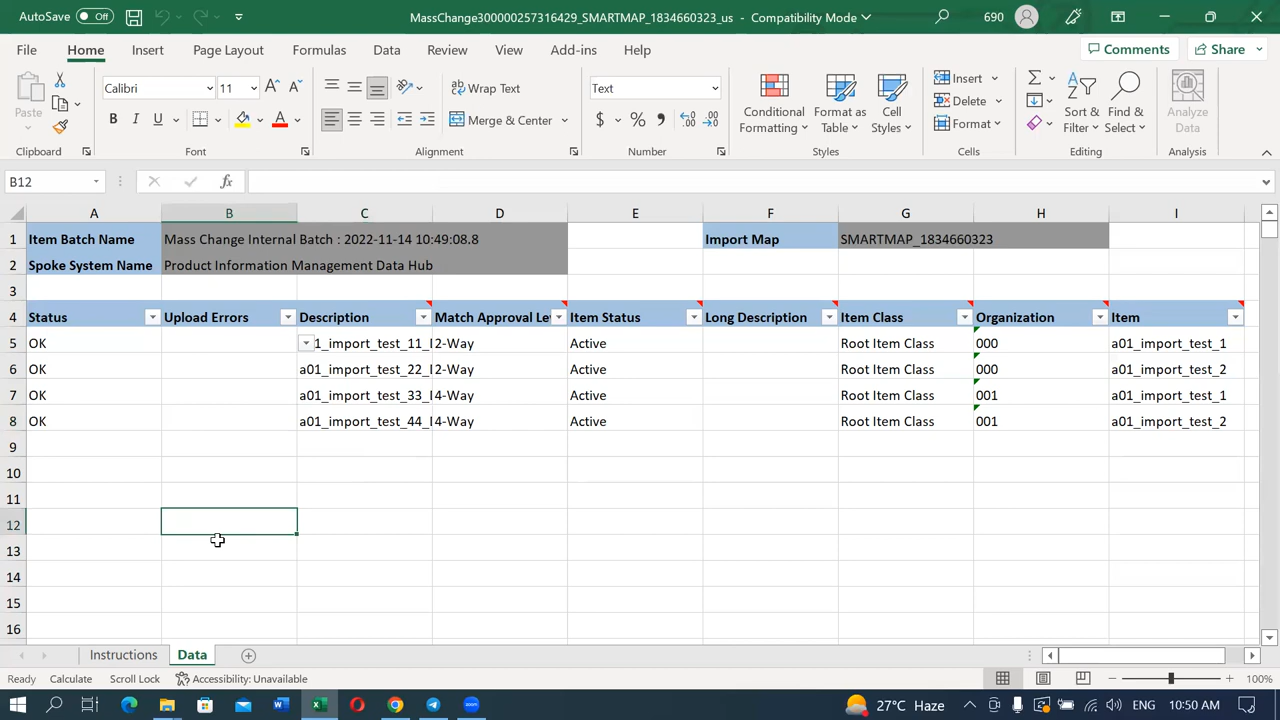 AutoSave Off MassChange300000257316429_SMARTMAP_1834660323_us - Compatibility Mode 690
File Home Insert Page Layout Formulas Data Review View Add-ins Help Comments Share
Paste Calibri 11 Wrap Text Text Conditional Formatting Format as Table Cell Styles Insert Sort & Filter Find & Select Analyze Data
B I U Merge & Center $ % Delete
Format
Clipboard Font Alignment Number Styles Cells Editing Analysis
B12 fx
A B C D E F G H I
1 Item Batch Name Mass Change Internal Batch : 2022-11-14 10:49:08.8 Import Map SMARTMAP_1834660323
2 Spoke System Name Product Information Management Data Hub
3
4 Status Upload Errors Description Match Approval Le Item Status Long Description Item Class Organization Item
5 OK 1_import_test_11_ 2-Way Active Root Item Class 000 a01_import_test_1
6 OK a01_import_test_22_ 2-Way Active Root Item Class 000 a01_import_test_2
7 OK a01_import_test_33_ 4-Way Active Root Item Class 001 a01_import_test_1
8 OK a01_import_test_44_ 4-Way Active Root Item Class 001 a01_import_test_2
9
10
11
12
13
14
15
16
Instructions Data
Ready Calculate Scroll Lock Accessibility: Unavailable 100%
27°C Haze ENG 10:50 AM